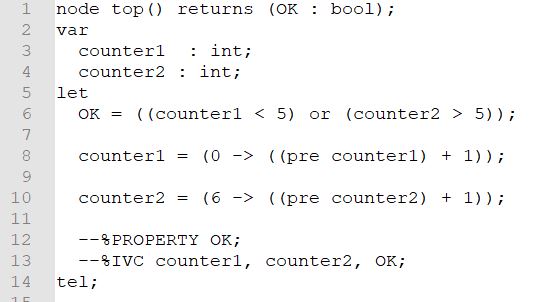 1 node top() returns (OK : bool);
2 var
3 counter1 : int;
4 counter2 : int;
5 let
6 OK = ((counter1 < 5) or (counter2 > 5));
7
8 counter1 = (0 -> ((pre counter1) + 1));
9
10 counter2 = (6 -> ((pre counter2) + 1));
11
12 --%PROPERTY OK;
13 --%IVC counter1, counter2, OK;
14 tel;
15